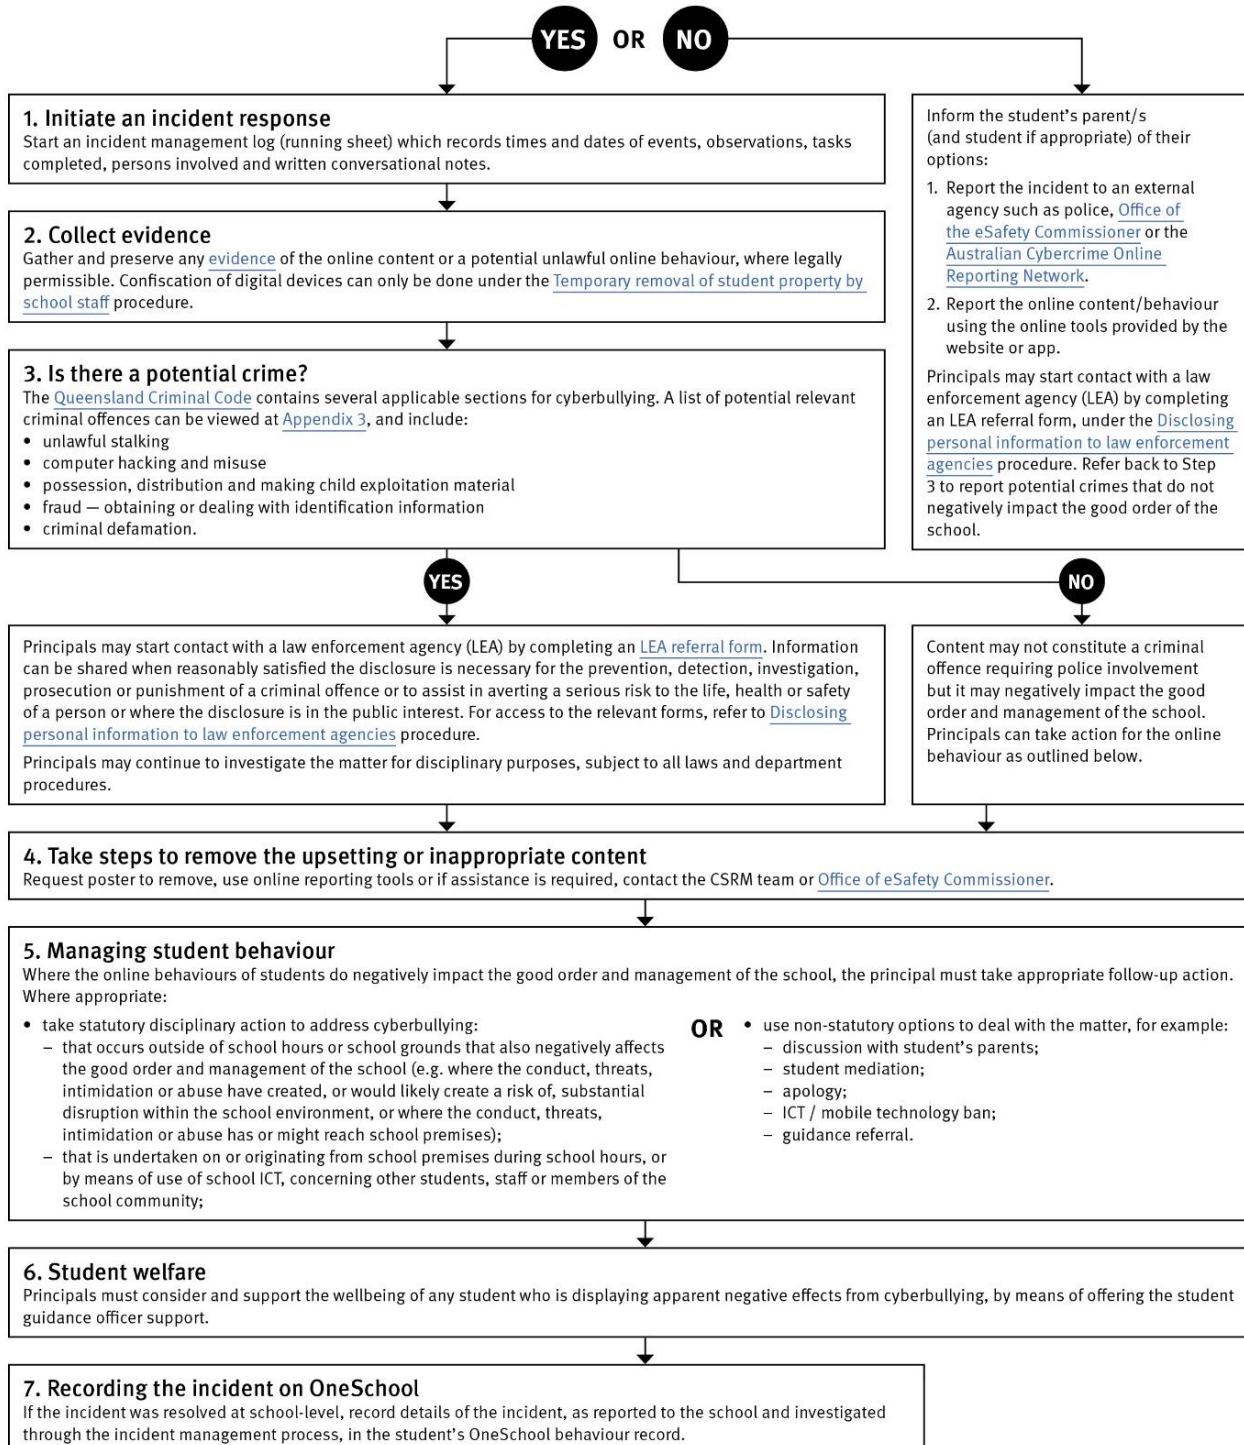 YES OR NO
1. Initiate an incident response
Start an incident management log (running sheet) which records times and dates of events, observations, tasks
completed, persons involved and written conversational notes.
2. Collect evidence
Gather and preserve any evidence of the online content or a potential unlawful online behaviour, where legally
permissible. Confiscation of digital devices can only be done under the Temporary removal of student property by
school staff procedure.
3. Is there a potential crime?
The Queensland Criminal Code contains several applicable sections for cyberbullying. A list of potential relevant
criminal offences can be viewed at Appendix 3, and include:
• unlawful stalking
• computer hacking and misuse
• possession, distribution and making child exploitation material
• fraud — obtaining or dealing with identification information
• criminal defamation.
Inform the student's parent/s
(and student if appropriate) of their
options:
1. Report the incident to an external
agency such as police, Office of
the eSafety Commissioner or the
Australian Cybercrime Online
Reporting Network.
2. Report the online content/behaviour
using the online tools provided by the
website or app.
Principals may start contact with a law
enforcement agency (LEA) by completing
an LEA referral form, under the Disclosing
personal information to law enforcement
agencies procedure. Refer back to Step
3 to report potential crimes that do not
negatively impact the good order of the
school.
YES
NO
Principals may start contact with a law enforcement agency (LEA) by completing an LEA referral form. Information
can be shared when reasonably satisfied the disclosure is necessary for the prevention, detection, investigation,
prosecution or punishment of a criminal offence or to assist in averting a serious risk to the life, health or safety
of a person or where the disclosure is in the public interest. For access to the relevant forms, refer to Disclosing
personal information to law enforcement agencies procedure.
Principals may continue to investigate the matter for disciplinary purposes, subject to all laws and department
procedures.
Content may not constitute a criminal
offence requiring police involvement
but it may negatively impact the good
order and management of the school.
Principals can take action for the online
behaviour as outlined below.
4. Take steps to remove the upsetting or inappropriate content
Request poster to remove, use online reporting tools or if assistance is required, contact the CSRM team or Office of eSafety Commissioner.
5. Managing student behaviour
Where the online behaviours of students do negatively impact the good order and management of the school, the principal must take appropriate follow-up action.
Where appropriate:
• take statutory disciplinary action to address cyberbullying:
– that occurs outside of school hours or school grounds that also negatively affects
the good order and management of the school (e.g. where the conduct, threats,
intimidation or abuse have created, or would likely create a risk of, substantial
disruption within the school environment, or where the conduct, threats,
intimidation or abuse has or might reach school premises);
– that is undertaken on or originating from school premises during school hours, or
by means of use of school ICT, concerning other students, staff or members of the
school community;
OR
• use non-statutory options to deal with the matter, for example:
– discussion with student's parents;
– student mediation;
– apology;
– ICT / mobile technology ban;
– guidance referral.
6. Student welfare
Principals must consider and support the wellbeing of any student who is displaying apparent negative effects from cyberbullying, by means of offering the student
guidance officer support.
7. Recording the incident on OneSchool
If the incident was resolved at school-level, record details of the incident, as reported to the school and investigated
through the incident management process, in the student's OneSchool behaviour record.